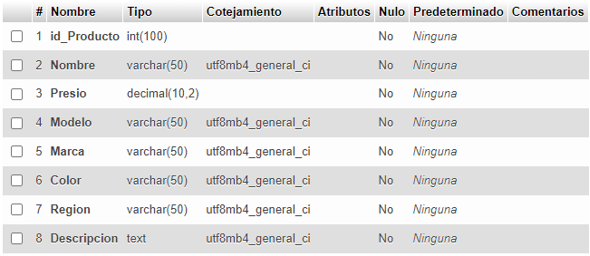 # Nombre Tipo Cotejamiento Atributos Nulo Predeterminado Comentarios
1 id_Producto int(100) No Ninguna
2 Nombre varchar(50) utf8mb4_general_ci No Ninguna
3 Presio decimal(10,2) No Ninguna
4 Modelo varchar(50) utf8mb4_general_ci No Ninguna
5 Marca varchar(50) utf8mb4_general_ci No Ninguna
6 Color varchar(50) utf8mb4_general_ci No Ninguna
7 Region varchar(50) utf8mb4_general_ci No Ninguna
8 Descripcion text utf8mb4_general_ci No Ninguna